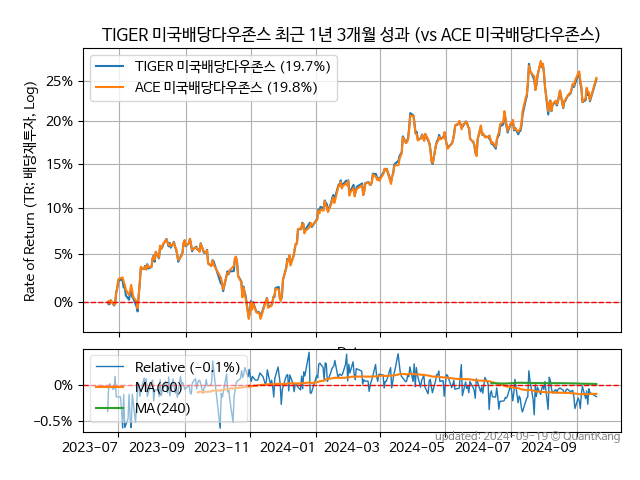 TIGER 미국배당다우존스 최근 1년 3개월 성과 (vs ACE 미국배당다우존스)
TIGER 미국배당다우존스 (19.7%)
ACE 미국배당다우존스 (19.8%)
Rate of Return (TR: 배당재투자, Log)
25%
20%
15%
10%
5%
0%
Relative (−0.1%)
MA(60)
MA(240)
0%
−0.5%
2023-07
2023-09
2023-11
2024-01
2024-03
2024-05
2024-07
2024-09
updated: 2024-09-19 © QuantKang